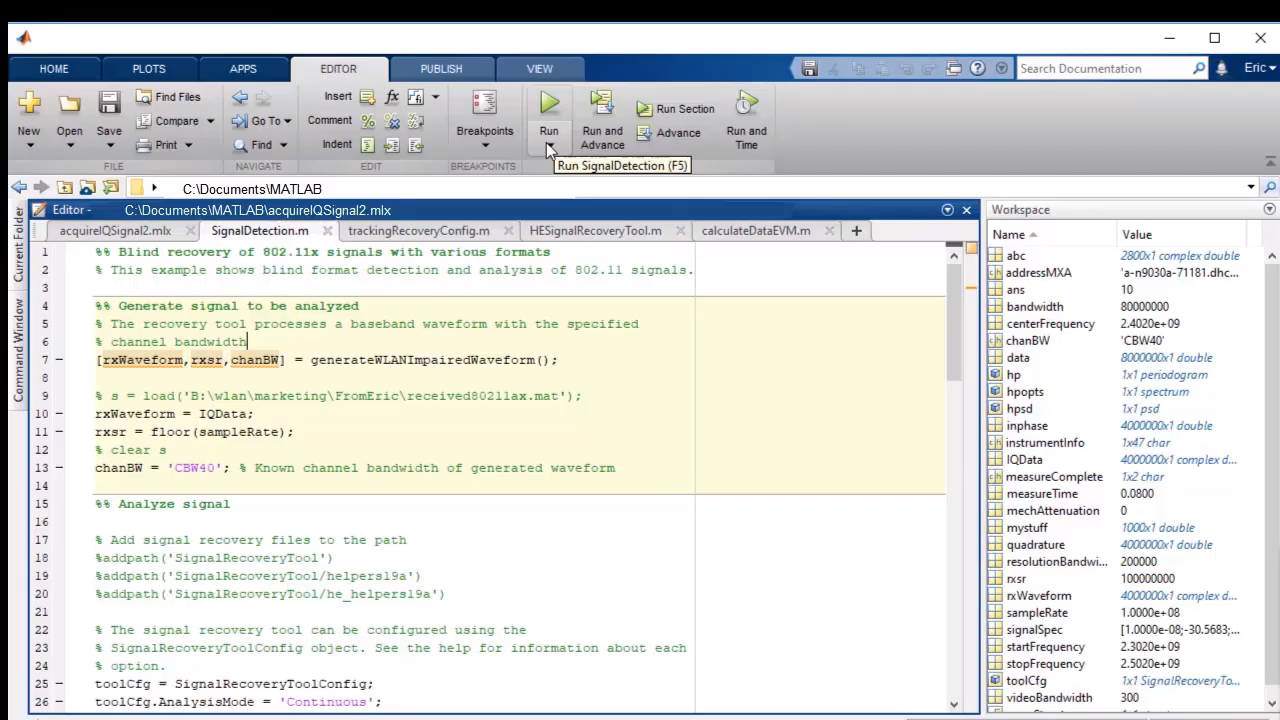 HOME PLOTS APPS EDITOR PUBLISH VIEW Search Documentation Eric
Find Files Insert fx Run Section
New Open Save Compare Go To Comment Breakpoints Run Run and Advance Advance Run and Time
Print Find Indent
FILE NAVIGATE EDIT BREAKPOINTS RUN
Run SignalDetection (F5)
C:\Documents\MATLAB
Current Folder
Command Window
Editor - C:\Documents\MATLAB\acquireIQSignal2.mlx
acquireIQSignal2.mlx SignalDetection.m trackingRecoveryConfig.m HESignalRecoveryTool.m calculateDataEVM.m
1 %% Blind recovery of 802.11x signals with various formats
2 % This example shows blind format detection and analysis of 802.11 signals.
3
4 %% Generate signal to be analyzed
5 % The recovery tool processes a baseband waveform with the specified
6 % channel bandwidth
7 [rxWaveform,rxsr,chanBW] = generateWLANImpairedWaveform();
8
9 % s = load('B:\wlan\marketing\FromEric\received80211ax.mat');
10 rxWaveform = IQData;
11 rxsr = floor(sampleRate);
12 % clear s
13 chanBW = 'CBW40'; % Known channel bandwidth of generated waveform
14
15 %% Analyze signal
16
17 % Add signal recovery files to the path
18 %addpath('SignalRecoveryTool')
19 %addpath('SignalRecoveryTool/helpers19a')
20 %addpath('SignalRecoveryTool/he_helpers19a')
21
22 % The signal recovery tool can be configured using the
23 % SignalRecoveryToolConfig object. See the help for information about each
24 % option.
25 toolCfg = SignalRecoveryToolConfig;
26 toolCfg.AnalysisMode = 'Continuous';
Workspace
Name Value
abc 2800x1 complex double
addressMXA 'a-n9030a-71181.dhc...
ans 10
bandwidth 80000000
centerFrequency 2.4020e+09
chanBW 'CBW40'
data 8000000x1 double
hp 1x1 periodogram
hpopts 1x1 spectrum
hpsd 1x1 psd
inphase 4000000x1 double
instrumentInfo 1x47 char
IQData 4000000x1 complex d...
measureComplete 1x2 char
measureTime 0.0800
mechAttenuation 0
mystuff 1000x1 double
quadrature 4000000x1 double
resolutionBandwi... 200000
rxsr 100000000
rxWaveform 4000000x1 complex d...
sampleRate 1.0000e+08
signalSpec [1.0000e-08;-30.5683;...
startFrequency 2.3020e+09
stopFrequency 2.5020e+09
toolCfg 1x1 SignalRecoveryTo...
videoBandwidth 300